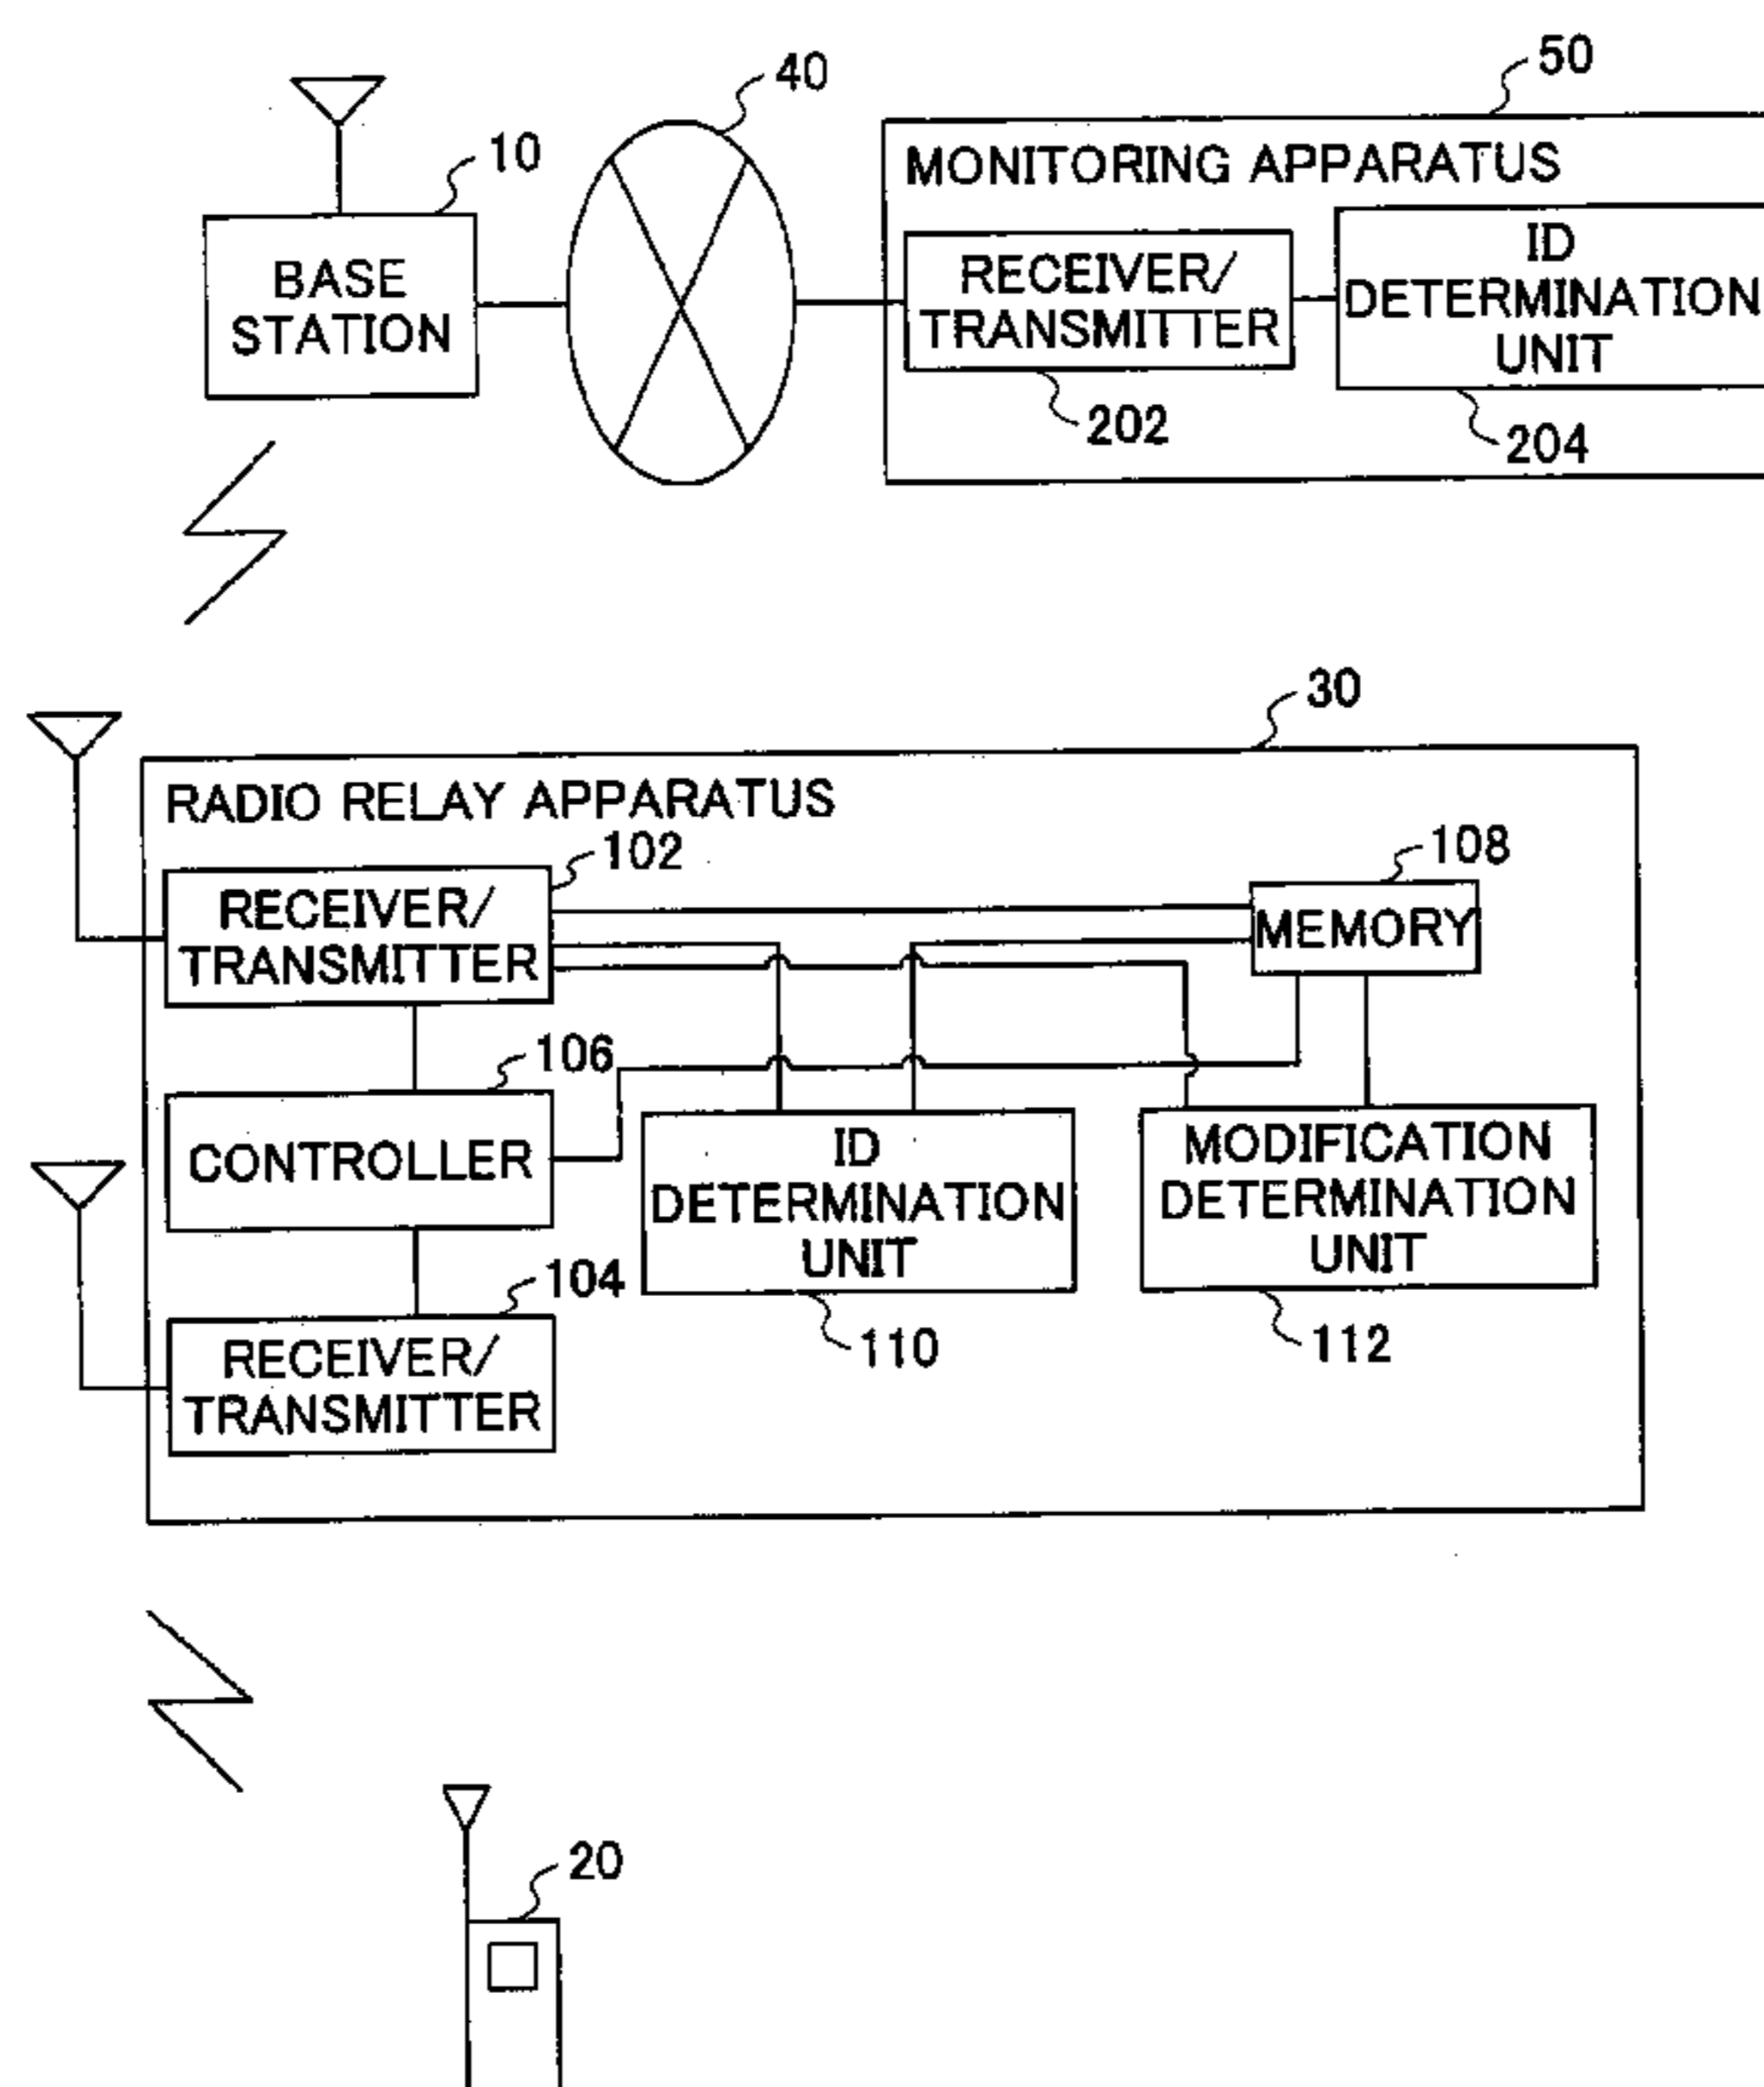 40
50
10
MONITORING APPARATUS
BASE
STATION
RECEIVER/
TRANSMITTER
ID
DETERMINATION
UNIT
202
204
30
RADIO RELAY APPARATUS
102
108
RECEIVER/
TRANSMITTER
MEMORY
106
CONTROLLER
ID
DETERMINATION
UNIT
MODIFICATION
DETERMINATION
UNIT
104
110
112
RECEIVER/
TRANSMITTER
20